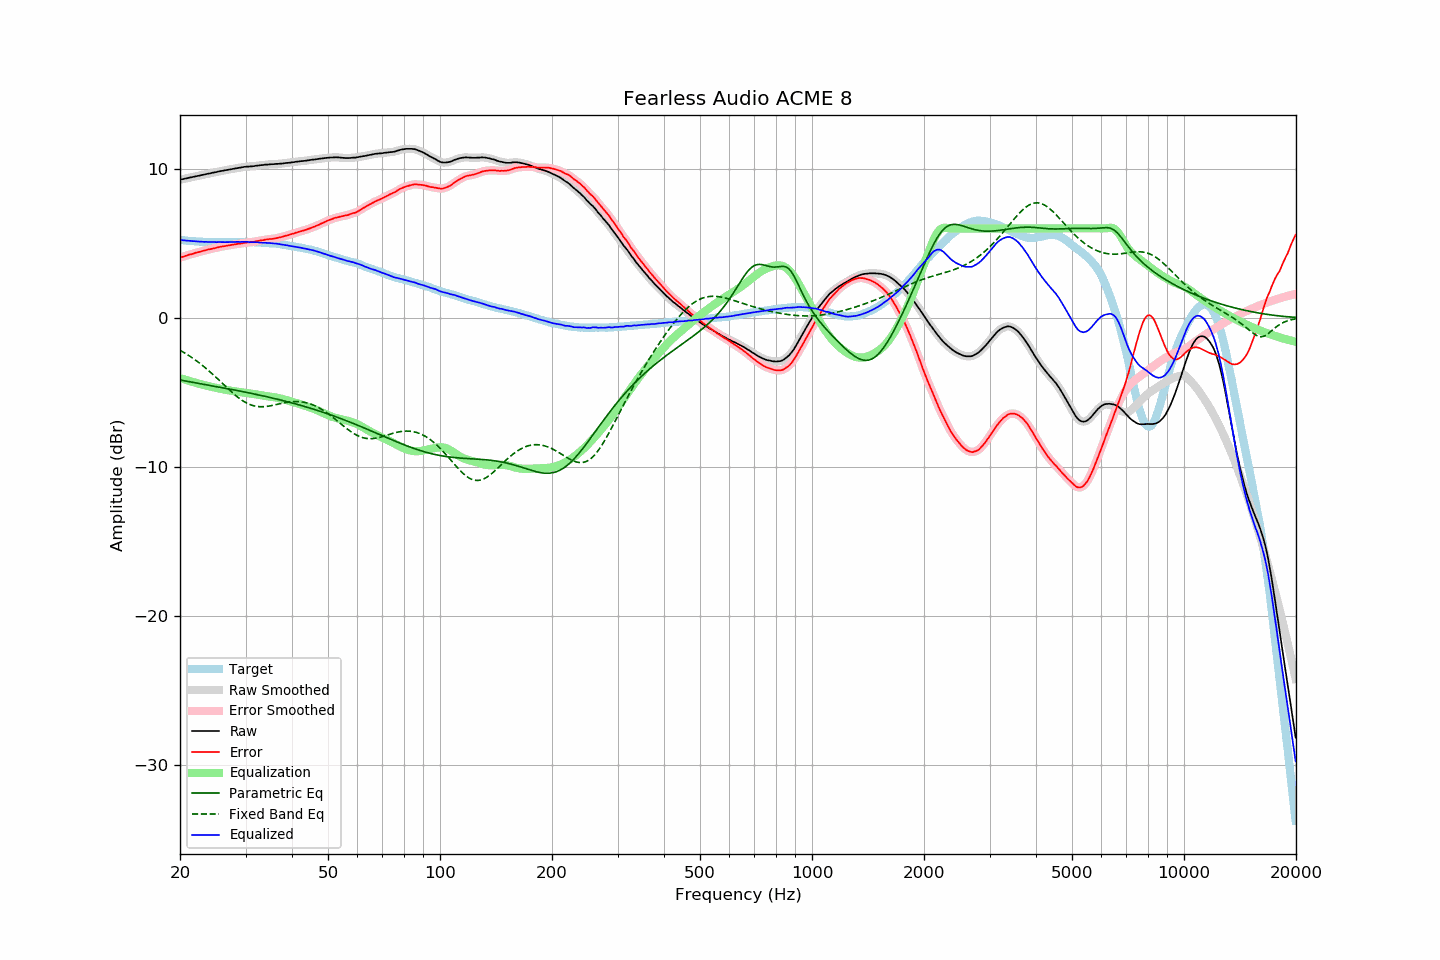 Fearless Audio ACME 8
Amplitude (dBr)
10
0
−10
−20
−30
Target
Raw Smoothed
Error Smoothed
Raw
Error
Equalization
Parametric Eq
Fixed Band Eq
Equalized
20 50 100 200 500 1000 2000 5000 10000 20000
Frequency (Hz)